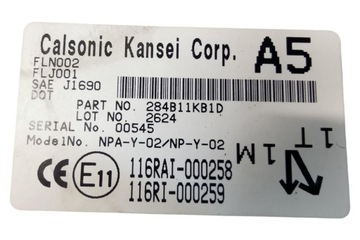 Calsonic Kansei Corp. A5
FLN002
FLJ001
SAE J1690
DOT
PART NO. 284B11KB1D
LOT NO. 2624
SERIAL No. 00545
ModelNo. NPA-Y-02/NP-Y-02
1T
1M
CE E11 116RAI-000258
116RI-000259